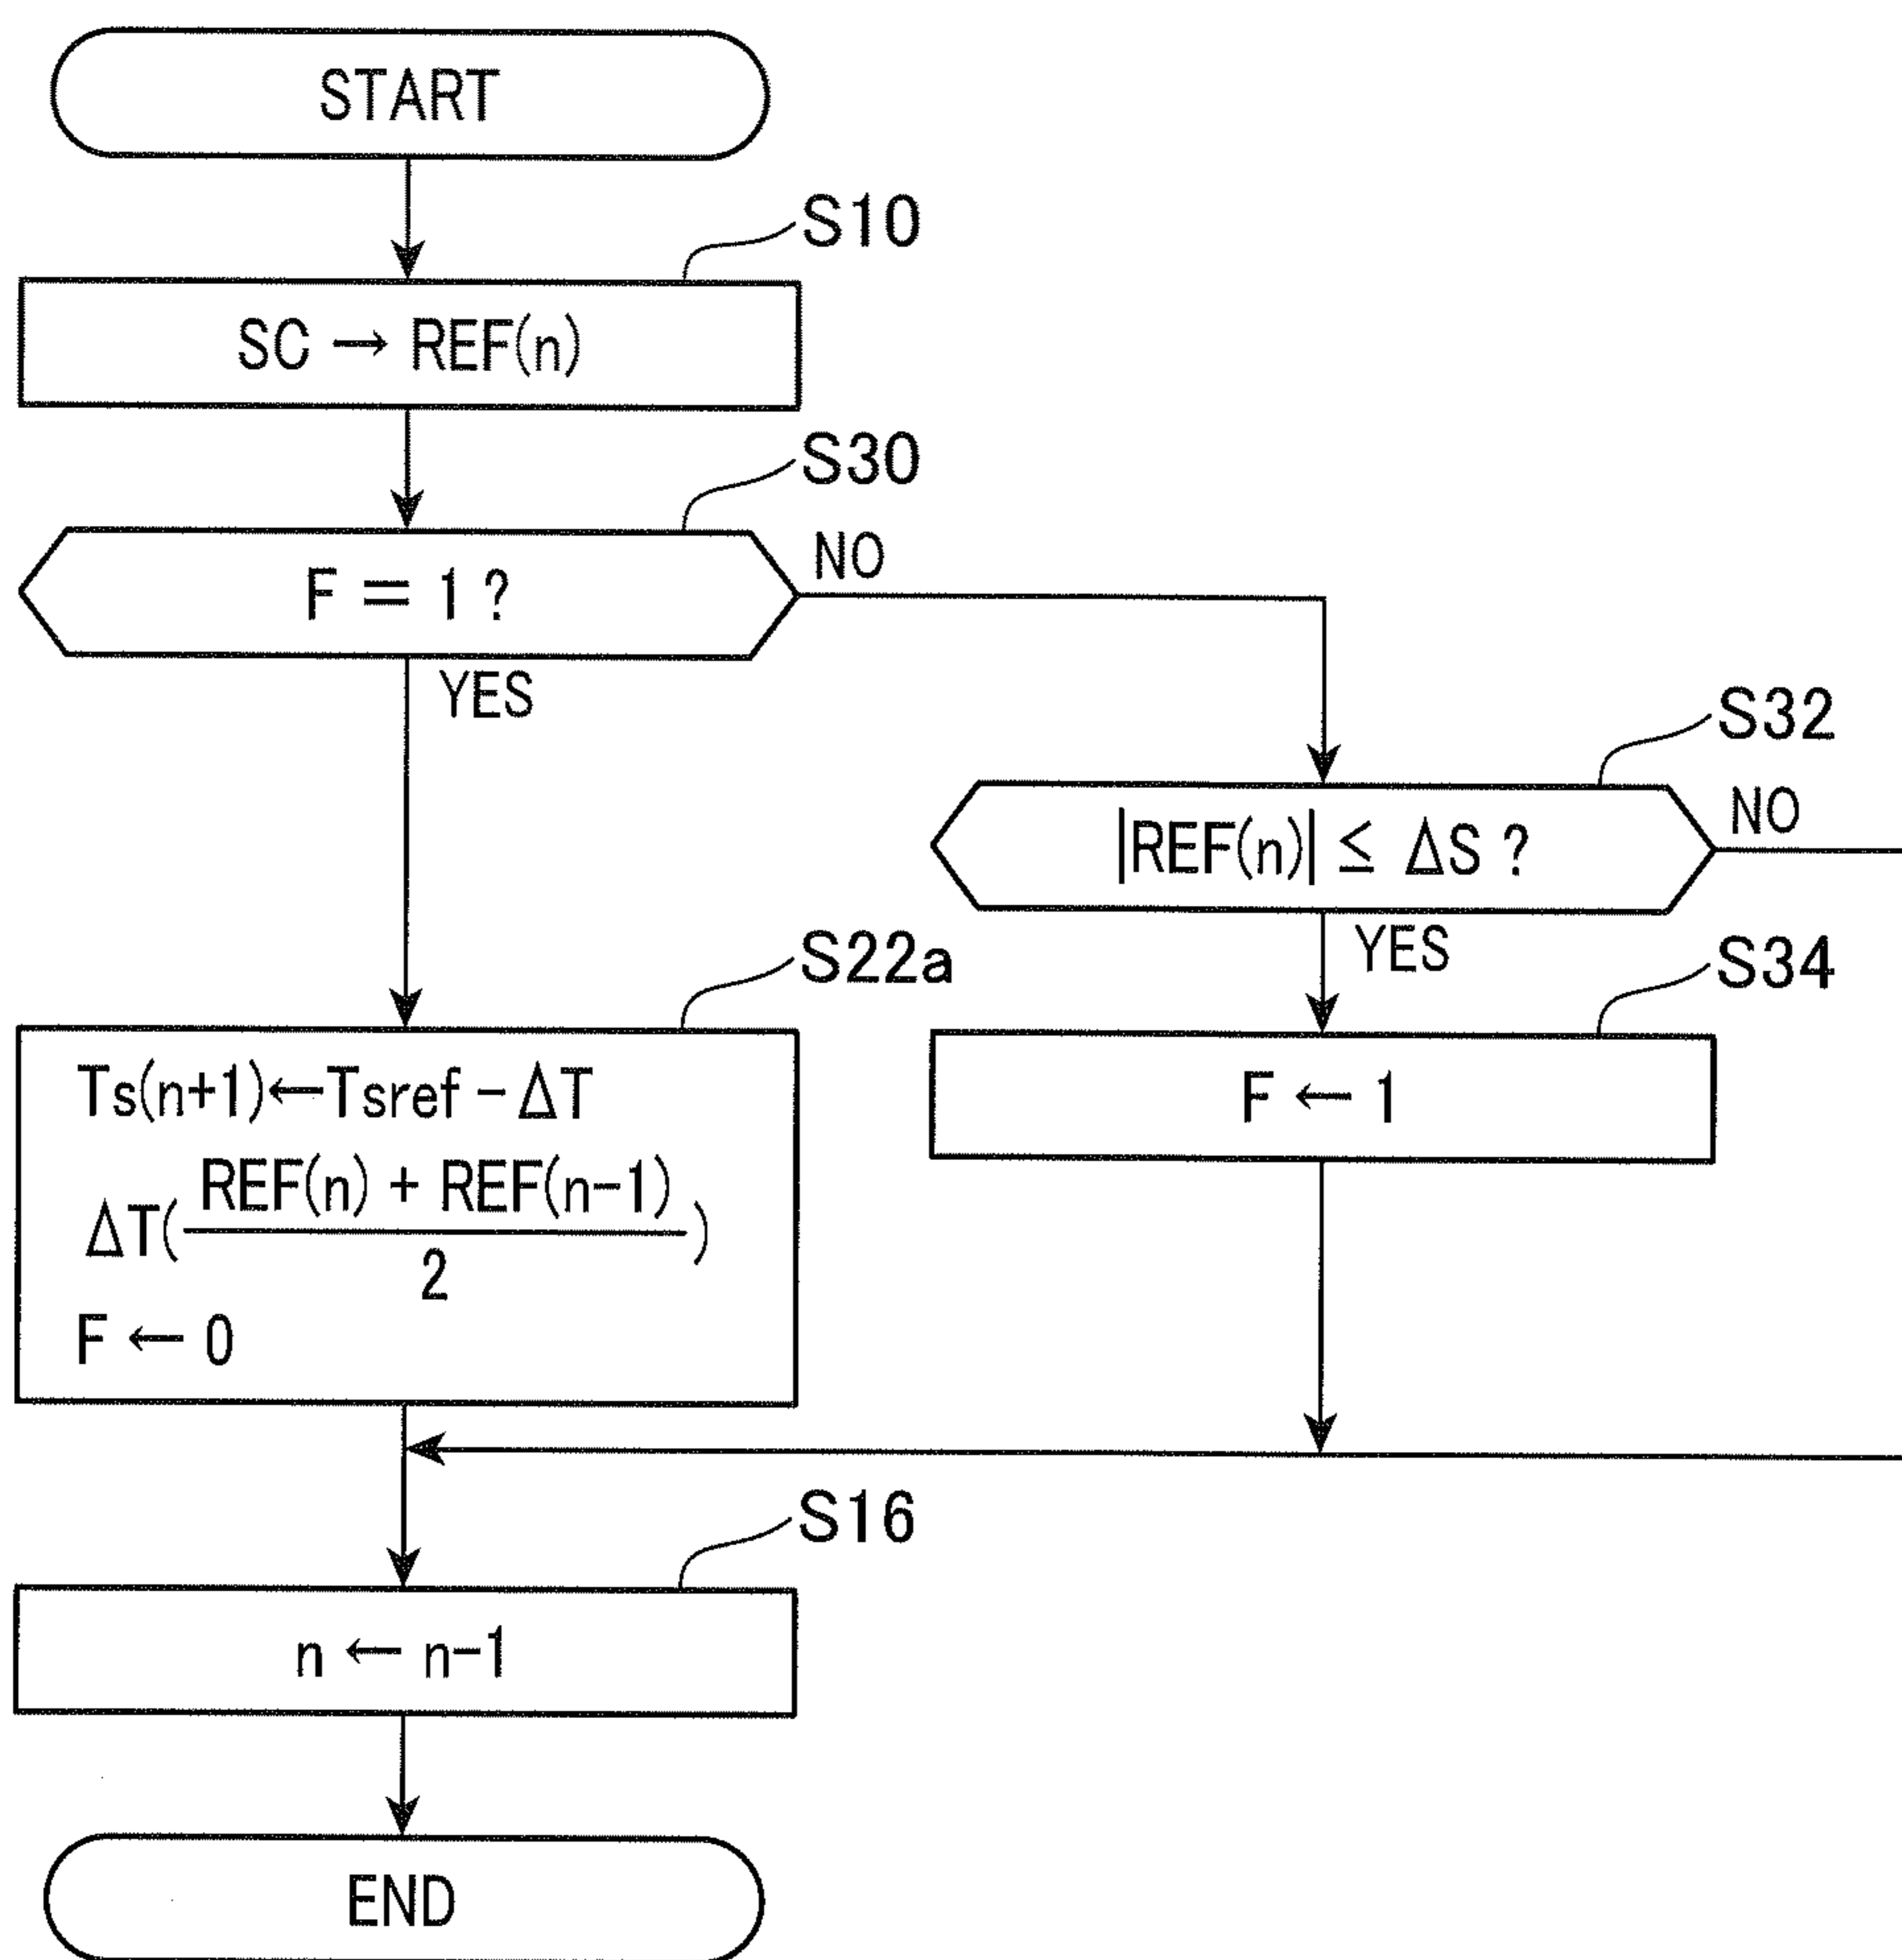 START
S10
SC → REF(n)
S30
F = 1 ?
NO
YES
S32
|REF(n)| ≤ ΔS ?
NO
YES
S22a
Ts(n+1)←Tsref - ΔT
ΔT(REF(n) + REF(n-1)
2)
F ← 0
S34
F ← 1
S16
n ← n-1
END